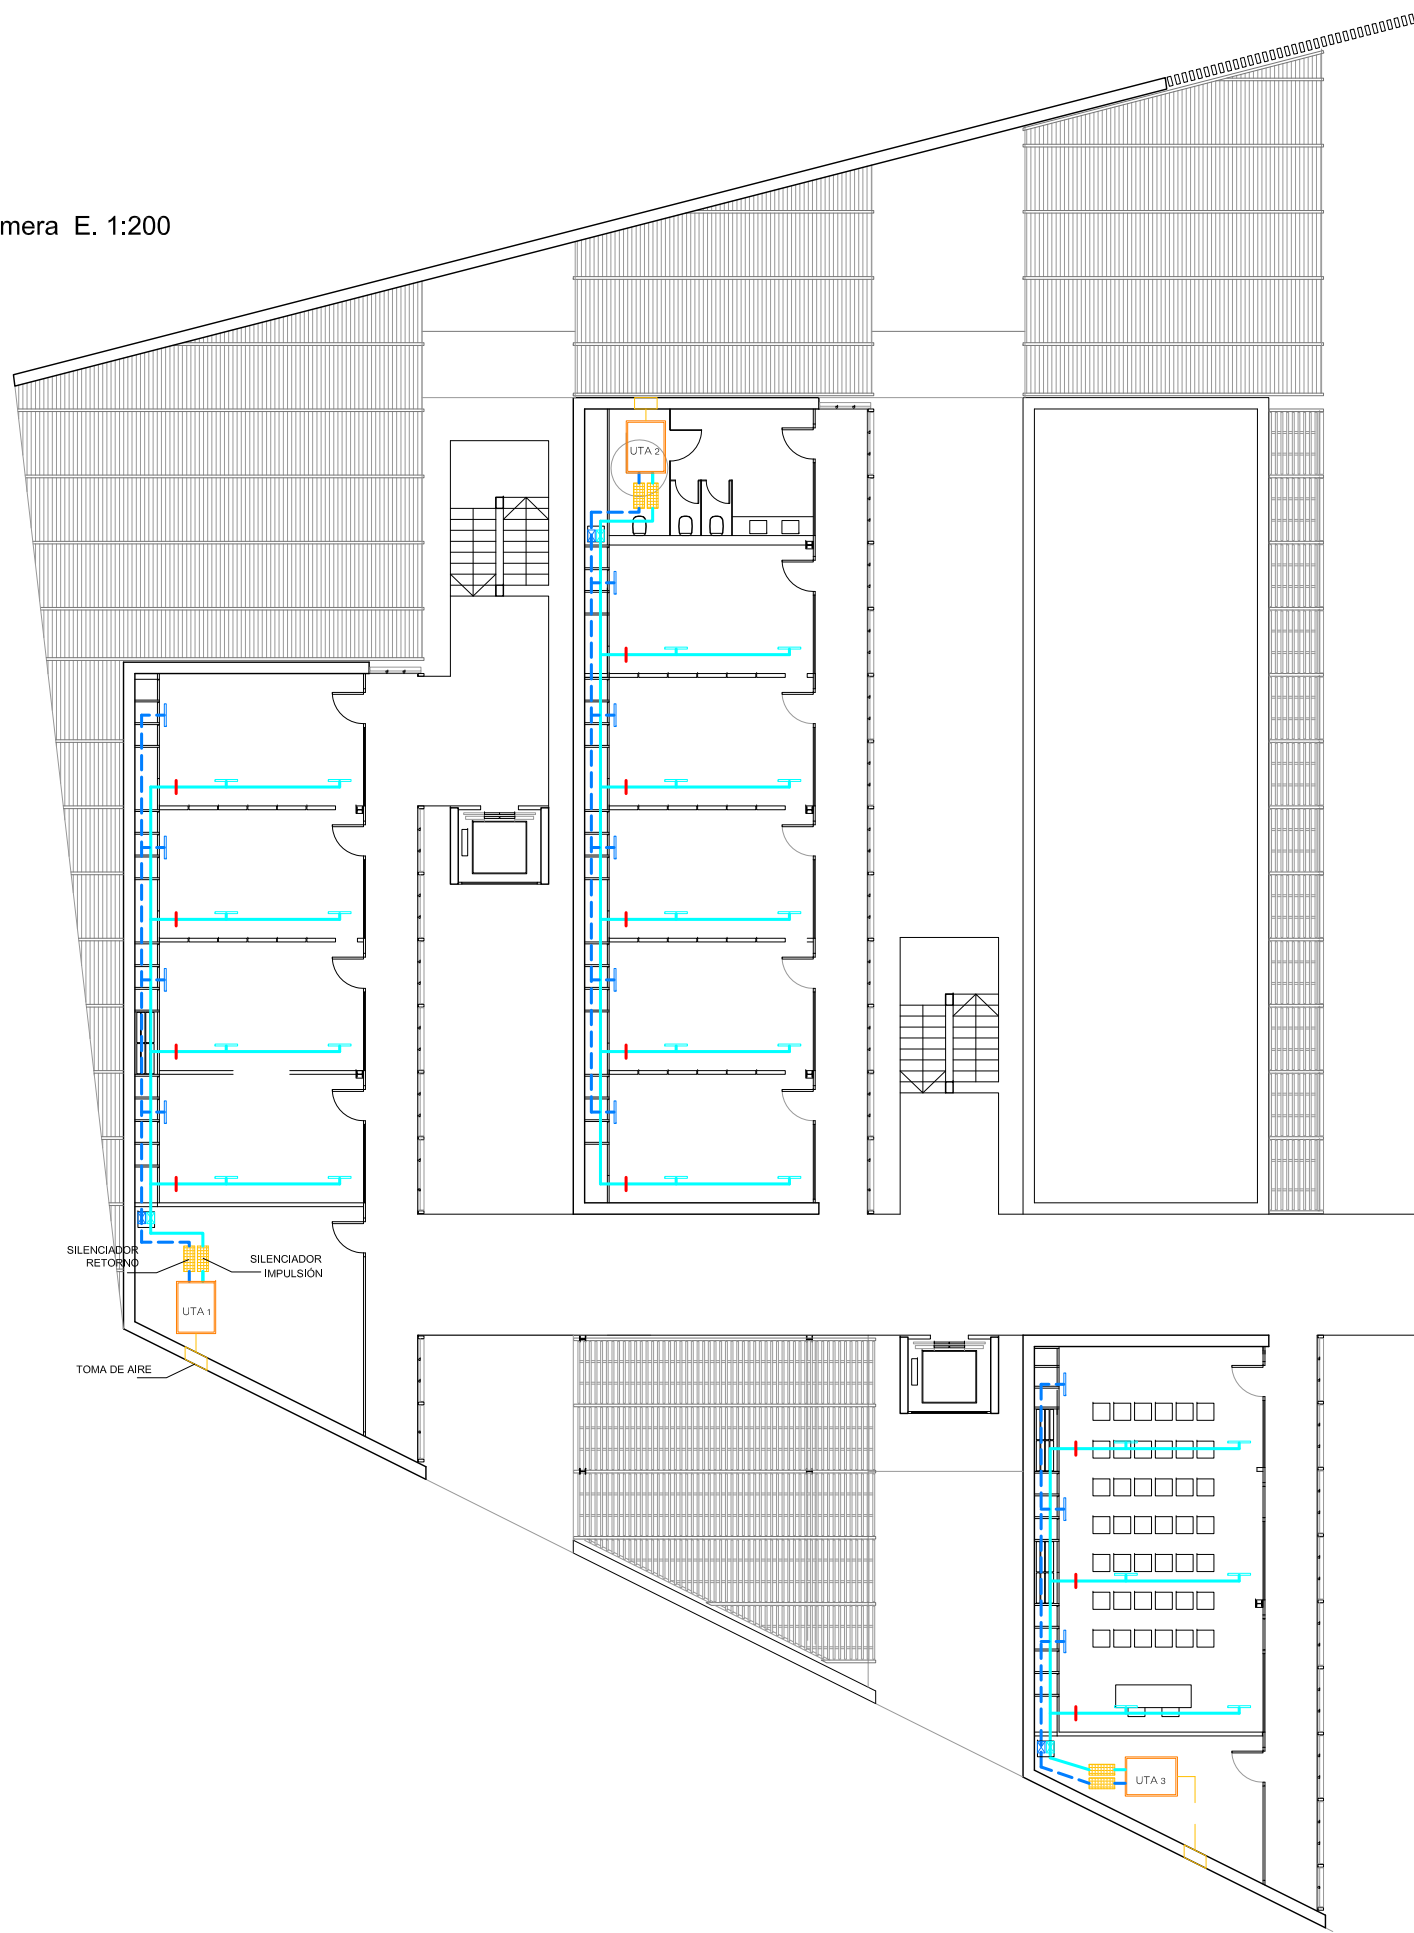 mera E. 1:200
UTA 2
SILENCIADOR
RETORNO
SILENCIADOR
IMPULSIÓN
UTA 1
TOMA DE AIRE
UTA 3